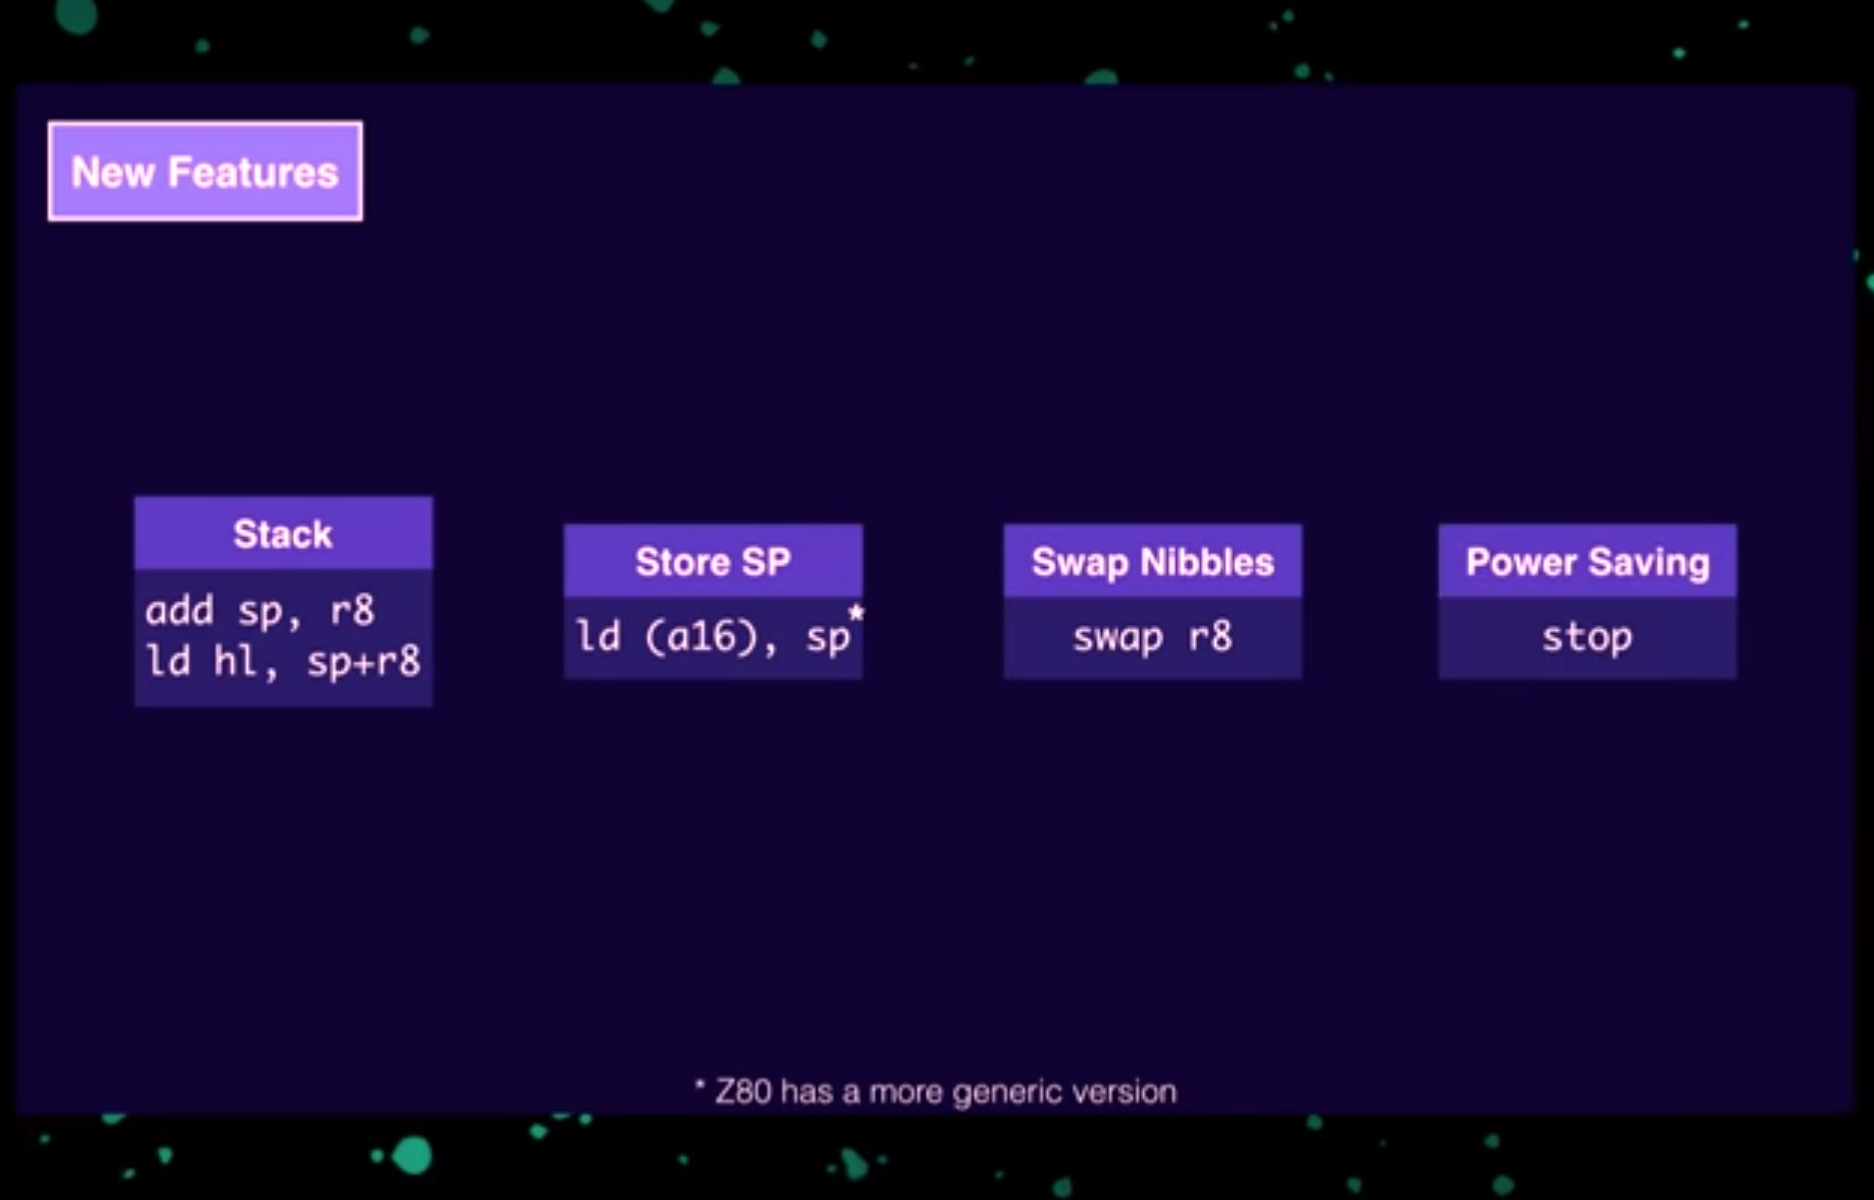 New Features
Stack
add sp, r8
ld hl, sp+r8
Store SP
ld (a16), sp*
Swap Nibbles
swap r8
Power Saving
stop
* Z80 has a more generic version